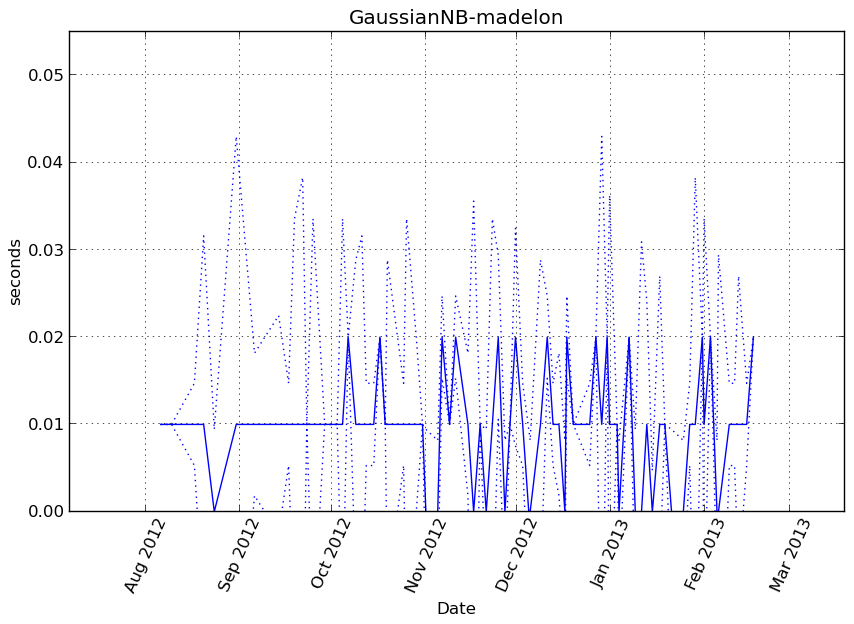 GaussianNB-madelon
0.05
0.04
0.03
0.02
0.01
0.00
seconds
Aug 2012
Sep 2012
Oct 2012
Nov 2012
Dec 2012
Jan 2013
Feb 2013
Mar 2013
Date